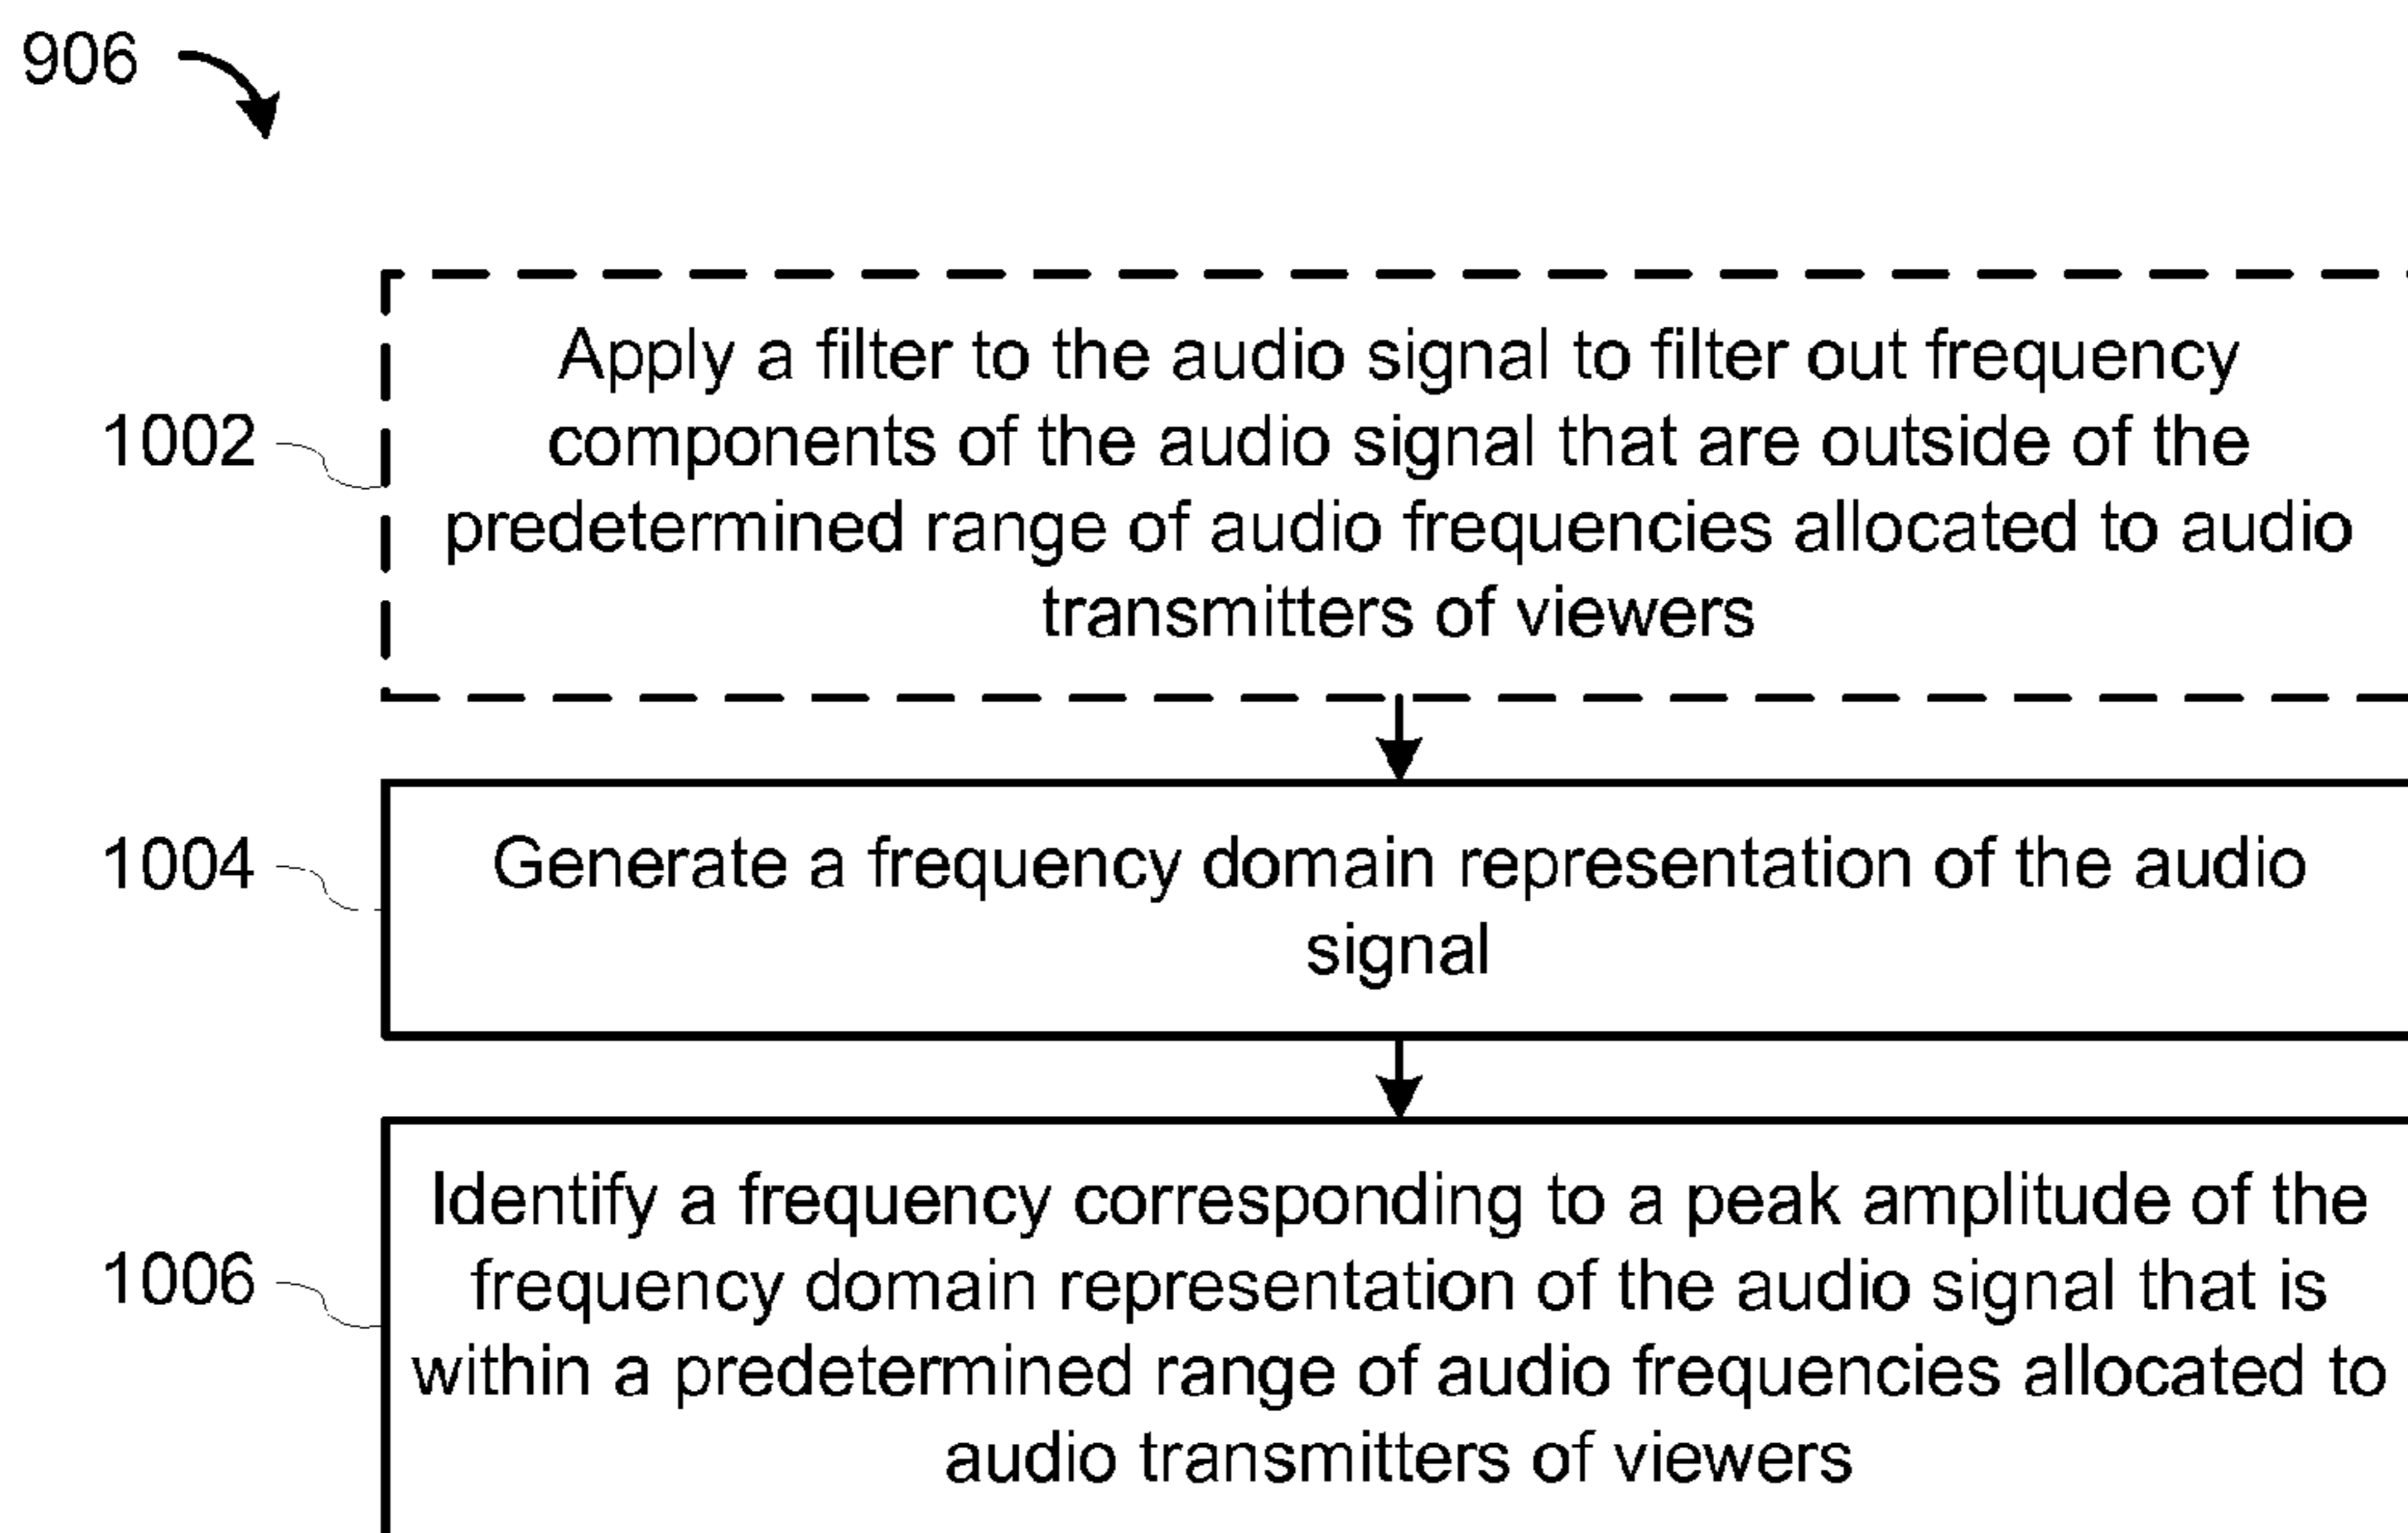 906
Apply a filter to the audio signal to filter out frequency
1002
components of the audio signal that are outside of the
predetermined range of audio frequencies allocated to audio
transmitters of viewers
1004
Generate a frequency domain representation of the audio
signal
Identify a frequency corresponding to a peak amplitude of the
1006
frequency domain representation of the audio signal that is
within a predetermined range of audio frequencies allocated to
audio transmitters of viewers